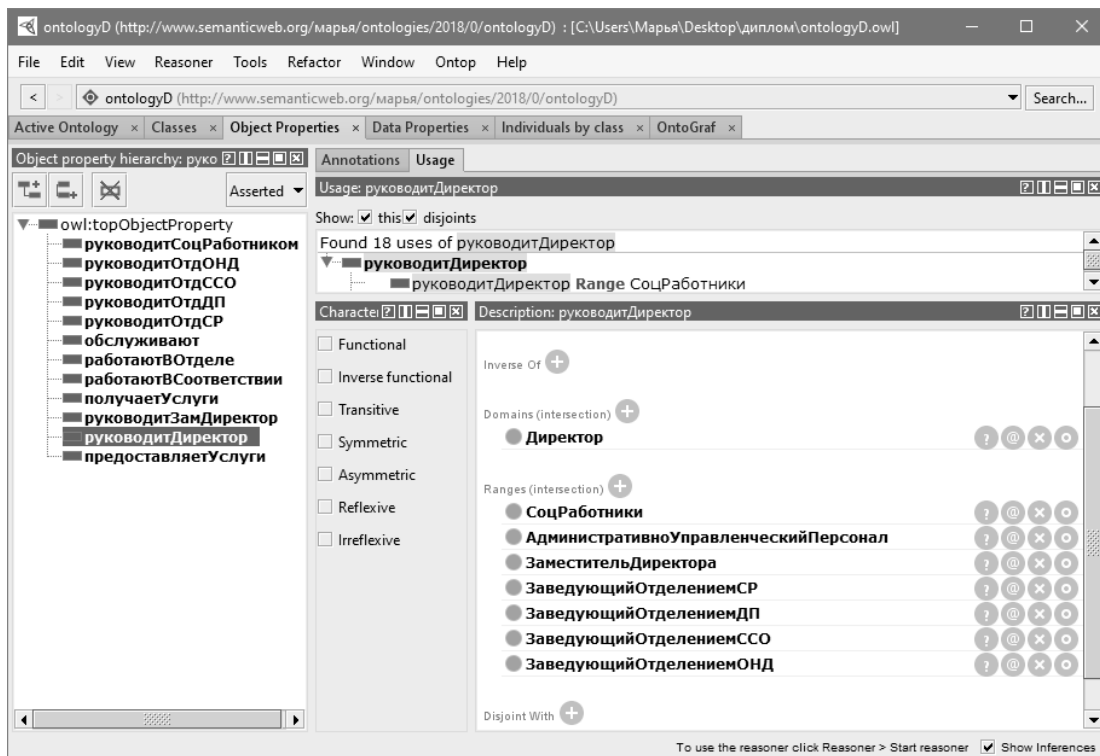 ontologyD (http://www.semanticweb.org/марья/ontologies/2018/0/ontologyD) : [C:\Users\Марья\Desktop\диплом\ontologyD.owl]
File Edit View Reasoner Tools Refactor Window Ontop Help
< > ontologyD (http://www.semanticweb.org/марья/ontologies/2018/0/ontologyD) Search...
Active Ontology × Classes × Object Properties × Data Properties × Individuals by class × OntoGraf ×
Object property hierarchy: руко
Asserted
owl:topObjectProperty
руководитСоцРаботником
руководитОтдОНД
руководитОтдССО
руководитОтдДП
руководитОтдСР
обслуживают
работаютВОтделе
работаютВСоответствии
получаетУслуги
руководитЗамДиректор
руководитДиректор
предоставляетУслуги
Annotations Usage
Usage: руководитДиректор
Show: this disjoints
Found 18 uses of руководитДиректор
руководитДиректор
руководитДиректор Range СоцРаботники
Characte
Functional
Inverse functional
Transitive
Symmetric
Asymmetric
Reflexive
Irreflexive
Description: руководитДиректор
Inverse Of
Domains (intersection)
Директор
Ranges (intersection)
СоцРаботники
АдминистративноУправленческийПерсонал
ЗаместительДиректора
ЗаведующийОтделениемСР
ЗаведующийОтделениемДП
ЗаведующийОтделениемССО
ЗаведующийОтделениемОНД
Disjoint With
To use the reasoner click Reasoner > Start reasoner Show Inferences